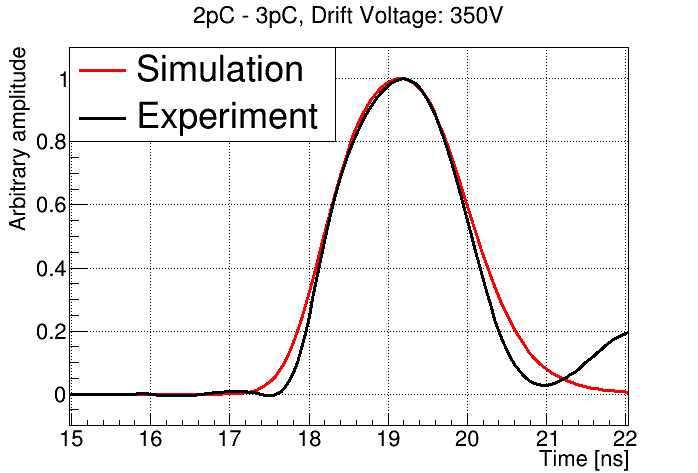 2pC - 3pC, Drift Voltage: 350V
Arbitrary amplitude
Simulation
Experiment
1
0.8
0.6
0.4
0.2
0
15 16 17 18 19 20 21 22
Time [ns]